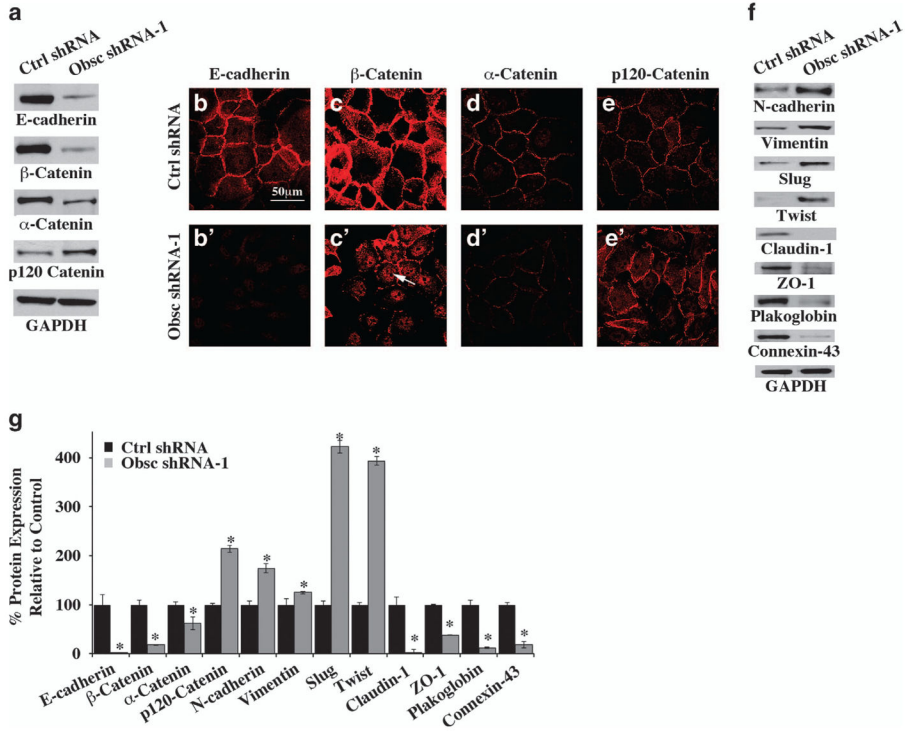 a
Ctrl shRNA
Obsc shRNA-1
E-cadherin
β-Catenin
α-Catenin
p120 Catenin
GAPDH
E-cadherin
β-Catenin
α-Catenin
p120-Catenin
Ctrl shRNA
b
c
d
e
50μm
Obsc shRNA-1
b’
c’
d’
e’
f
Ctrl shRNA
Obsc shRNA-1
N-cadherin
Vimentin
Slug
Twist
Claudin-1
ZO-1
Plakoglobin
Connexin-43
GAPDH
g
% Protein Expression
Relative to Control
400
300
200
100
0
Ctrl shRNA
Obsc shRNA-1
*
*
*
*
*
*
*
*
*
*
*
*
E-cadherin
β-Catenin
α-Catenin
p120-Catenin
N-cadherin
Vimentin
Slug
Twist
Claudin-1
ZO-1
Plakoglobin
Connexin-43